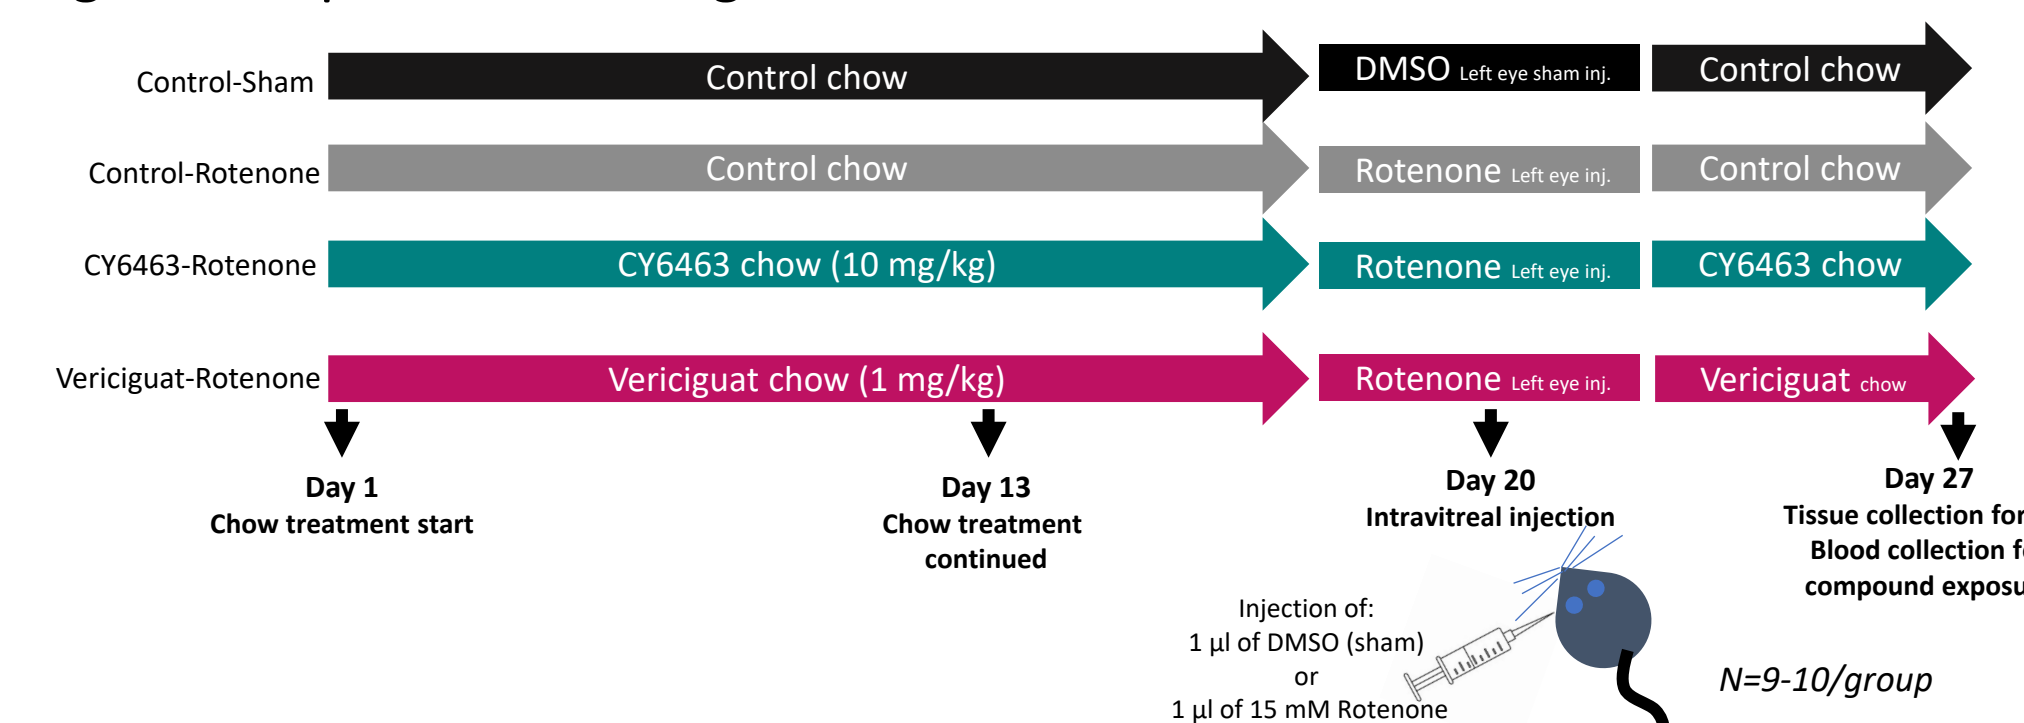 Control-Sham
Control chow
DMSO Left eye sham inj.
Control chow
Control-Rotenone
Control chow
Rotenone Left eye inj.
Control chow
CY6463-Rotenone
CY6463 chow (10 mg/kg)
Rotenone Left eye inj.
CY6463 chow
Vericiguat-Rotenone
Vericiguat chow (1 mg/kg)
Rotenone Left eye inj.
Vericiguat chow
Day 1
Chow treatment start
Day 13
Chow treatment
continued
Day 20
Intravitreal injection
Day 27
Tissue collection for
Blood collection
compound
Injection of:
1 µl of DMSO (sham)
or
1 µl of 15 mM Rotenone
N=9-10/group